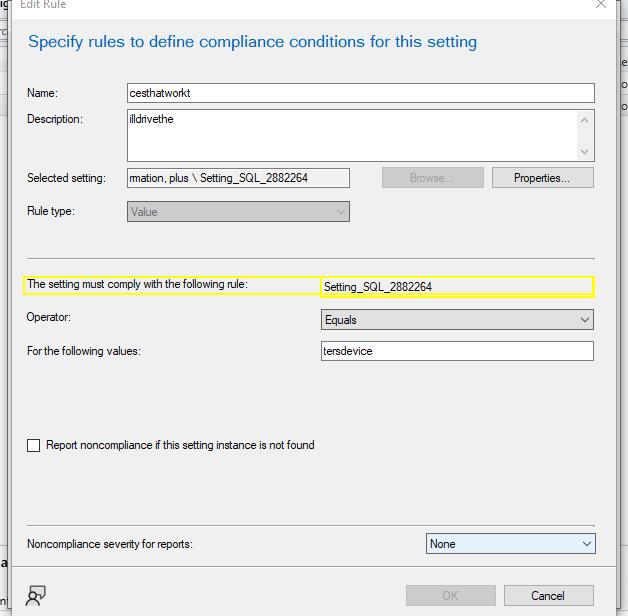 Edit Rule
Specify rules to define compliance conditions for this setting
Name:
cesthatworkt
Description:
illdrivethe
Selected setting:
rmation, plus \ Setting_SQL_2882264
Browse...
Properties...
Rule type:
Value
The setting must comply with the following rule:
Setting_SQL_2882264
Operator:
Equals
For the following values:
tersdevice
Report noncompliance if this setting instance is not found
Noncompliance severity for reports:
None
OK
Cancel